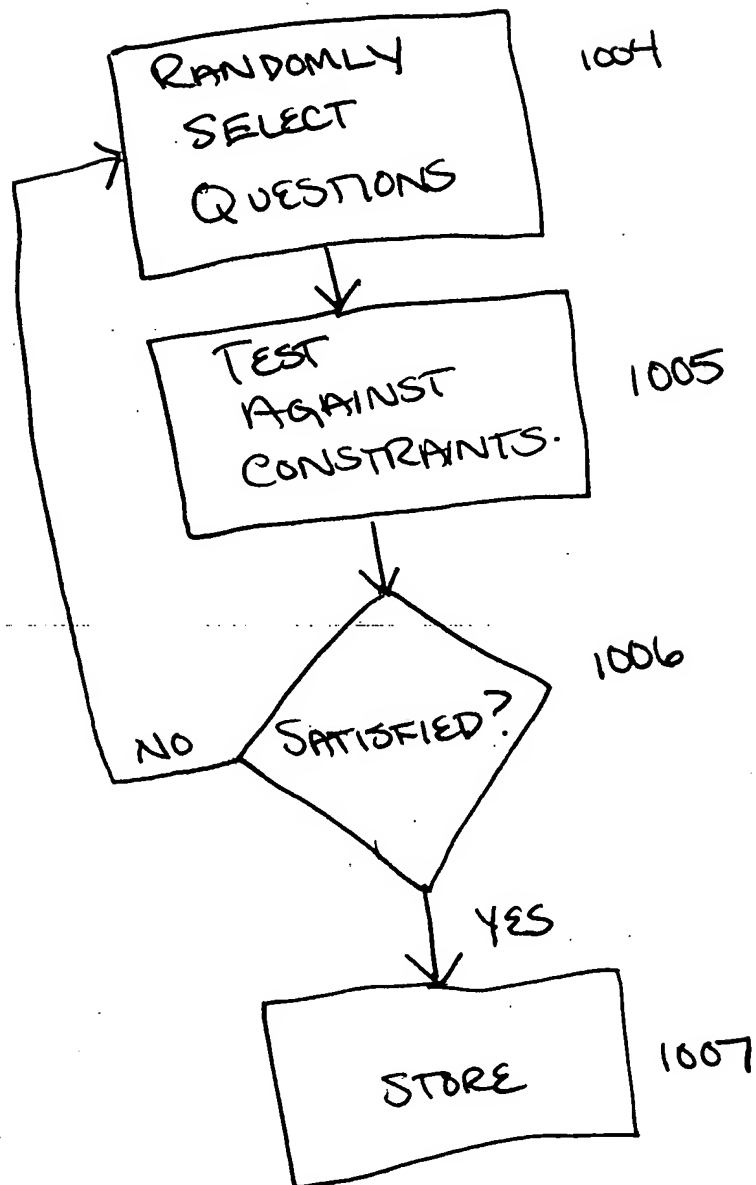 RANDOMLY
SELECT
QUESTIONS
1004
TEST
AGAINST
CONSTRAINTS.
1005
SATISFIED?
1006
NO
YES
STORE
1007